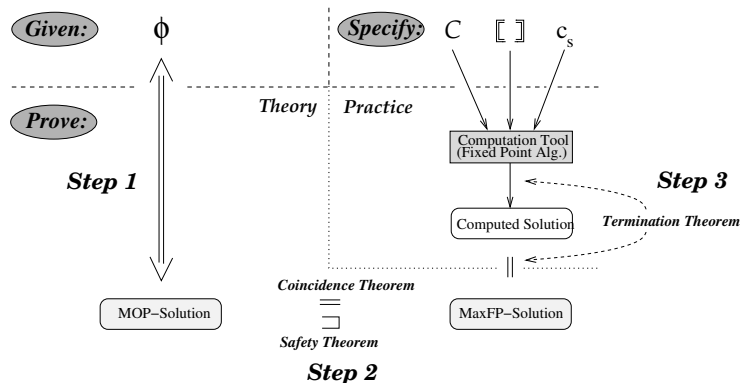 Given:
ϕ
Specify:
C
⟦ ⟧
c_s
Theory
Practice
Prove:
Computation Tool
(Fixed Point Alg.)
Step 1
Step 3
Computed Solution
Termination Theorem
Coincidence Theorem
MOP−Solution
MaxFP−Solution
Safety Theorem
Step 2